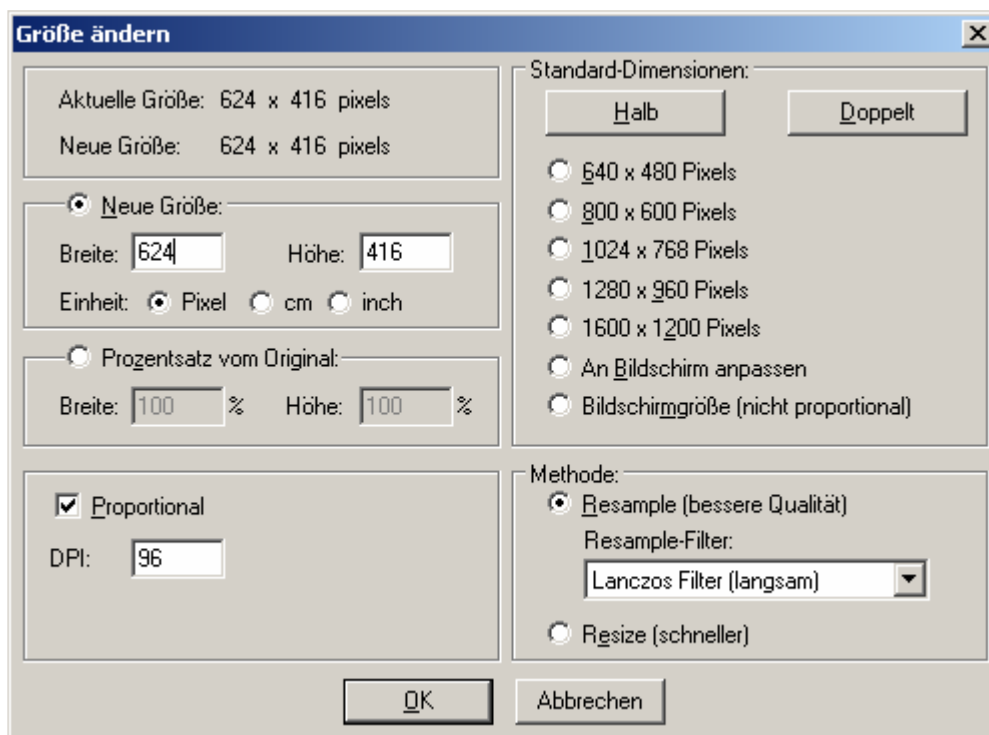 Größe ändern
Aktuelle Größe: 624 x 416 pixels
Neue Größe: 624 x 416 pixels
Neue Größe:
Breite: 624 Höhe: 416
Einheit: Pixel cm inch
Prozentsatz vom Original:
Breite: 100 % Höhe: 100 %
Proportional
DPI: 96
Standard-Dimensionen:
Halb Doppelt
640 x 480 Pixels
800 x 600 Pixels
1024 x 768 Pixels
1280 x 960 Pixels
1600 x 1200 Pixels
An Bildschirm anpassen
Bildschirmgröße (nicht proportional)
Methode:
Resample (bessere Qualität)
Resample-Filter:
Lanczos Filter (langsam)
Resize (schneller)
OK Abbrechen